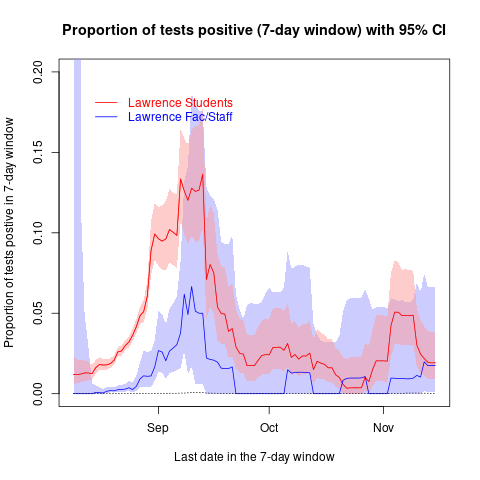 Proportion of tests positive (7-day window) with 95% CI
Proportion of tests postive in 7-day window
0.20
0.15
0.10
0.05
0.00
Lawrence Students
Lawrence Fac/Staff
Sep
Oct
Nov
Last date in the 7-day window